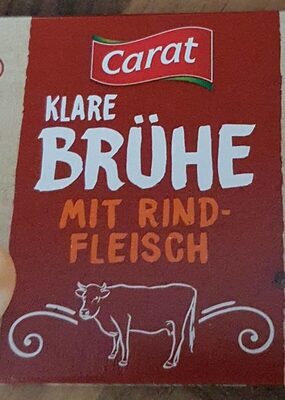 Carat
KLARE
BRÜHE
MIT RIND-
FLEISCH